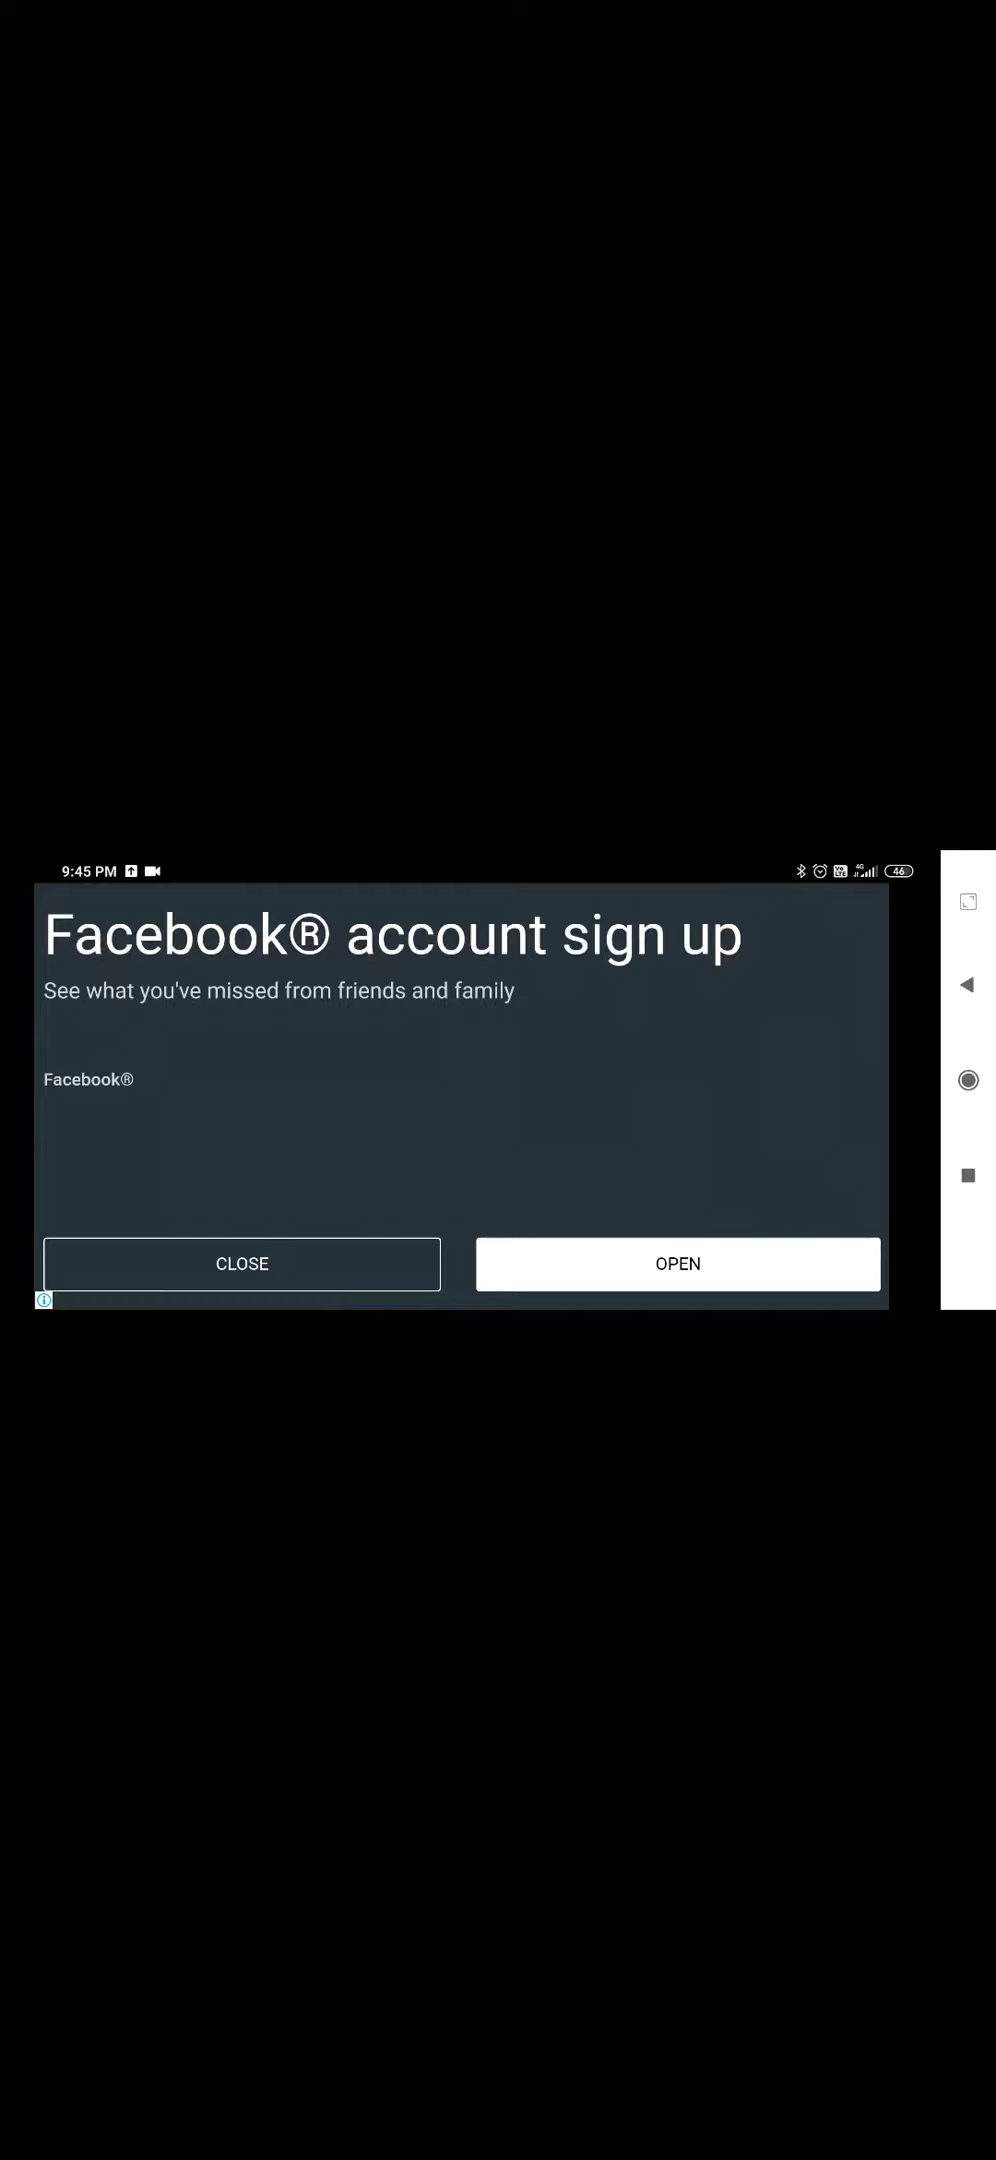 9:45 PM 46
Facebook® account sign up
See what you've missed from friends and family
Facebook®
CLOSE OPEN